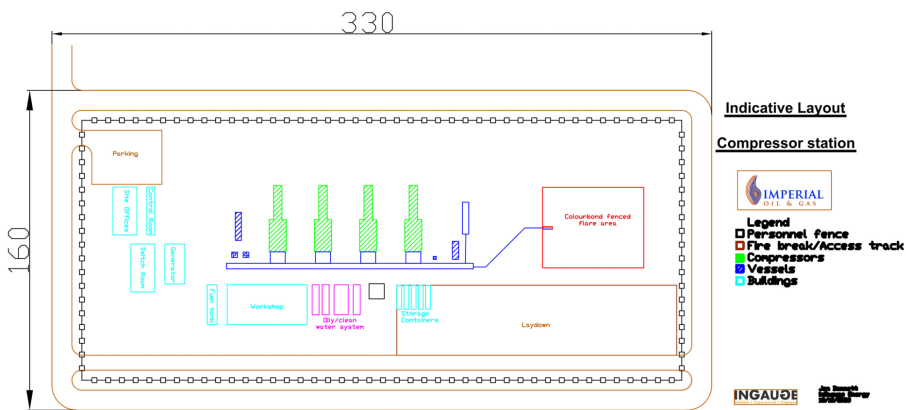 330
Indicative Layout
Compressor station
160
Parking
Site Offices
Control Room
Switch Room
Generator
Fuel tank
Workshop
Oily/clean
water system
Storage
Containers
Laydown
Colourbond fenced
flare area
IMPERIAL
OIL & GAS
Legend
Personnel fence
Fire break/Access track
Compressors
Vessels
Buildings
INGAUGE